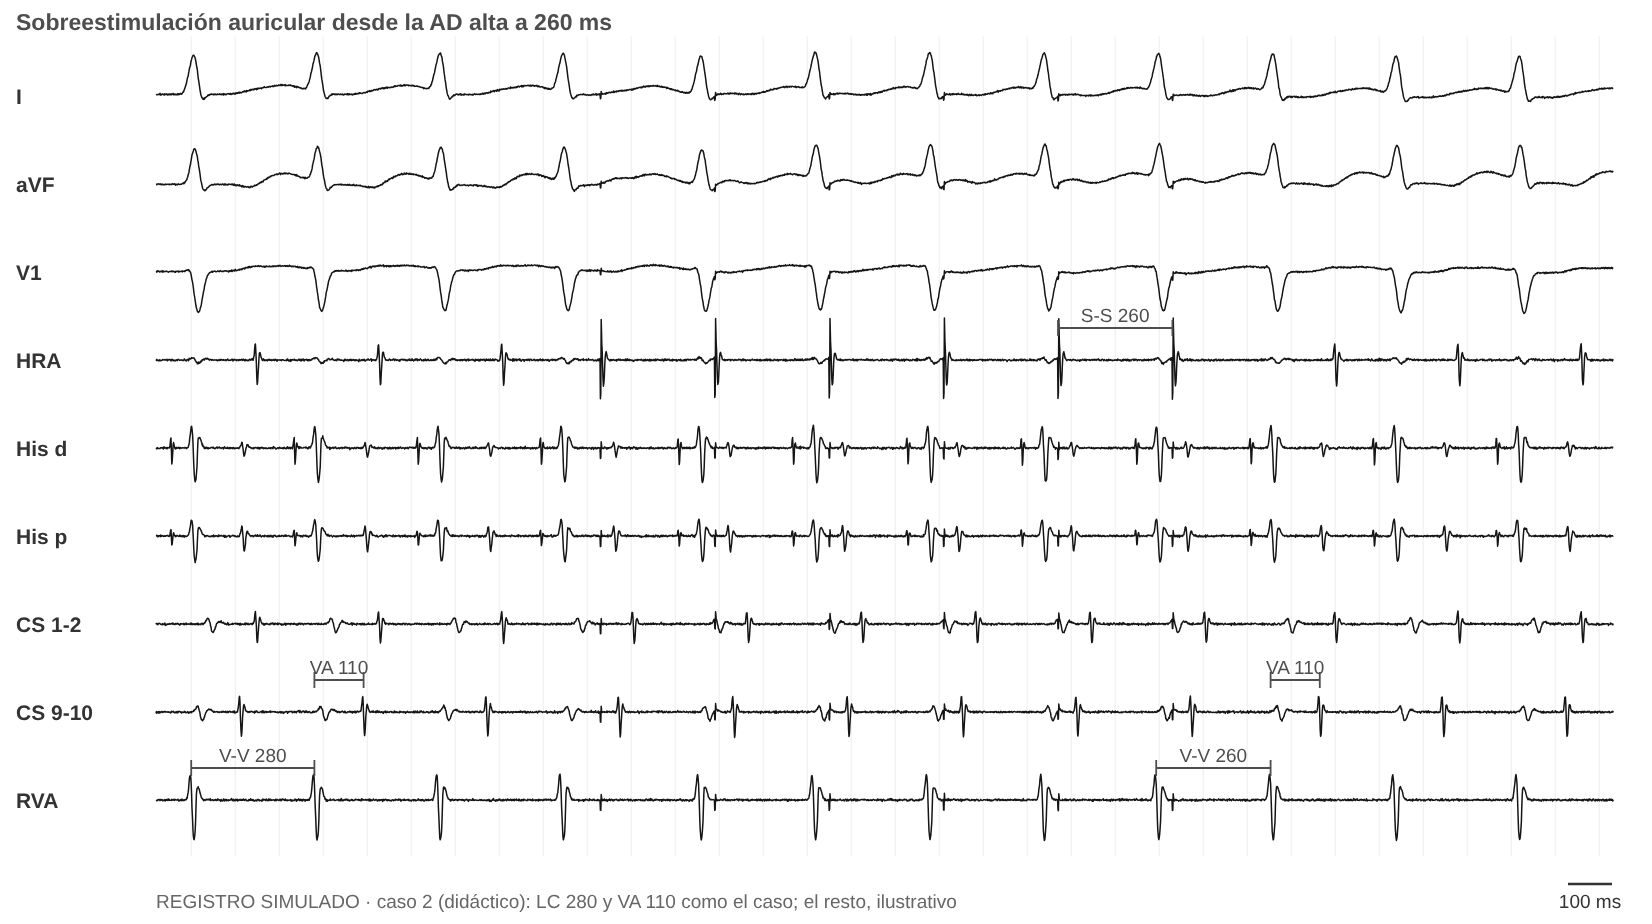 Sobreestimulación auricular desde la AD alta a 260 ms
I
aVF
V1
S-S 260
HRA
His d
His p
CS 1-2
VA 110
VA 110
CS 9-10
V-V 280
V-V 260
RVA
REGISTRO SIMULADO · caso 2 (didáctico): LC 280 y VA 110 como el caso; el resto, ilustrativo
100 ms